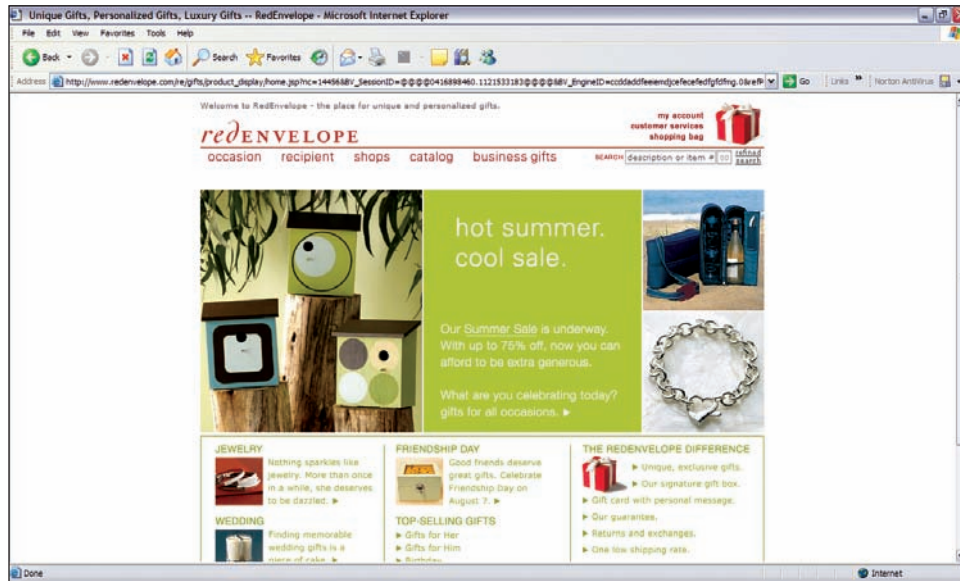 Unique Gifts, Personalized Gifts, Luxury Gifts -- RedEnvelope - Microsoft Internet Explorer
File Edit View Favorites Tools Help
Back Search Favorites
Address Go Links Norton AntiVirus
Welcome to RedEnvelope - the place for unique and personalized gifts.
my account
customer services
shopping bag
redENVELOPE
occasion recipient shops catalog business gifts
SEARCH description or item # GO refined search
hot summer.
cool sale.
Our Summer Sale is underway.
With up to 75% off, now you can
afford to be extra generous.
What are you celebrating today?
gifts for all occasions.
JEWELRY
Nothing sparkles like
jewelry. More than once
in a while, she deserves
to be dazzled.
WEDDING
Finding memorable
wedding gifts is a
piece of cake.
FRIENDSHIP DAY
Good friends deserve
great gifts. Celebrate
Friendship Day on
August 7.
TOP-SELLING GIFTS
Gifts for Her
Gifts for Him
Birthday
THE REDENVELOPE DIFFERENCE
Unique, exclusive gifts.
Our signature gift box.
Gift card with personal message.
Our guarantee.
Returns and exchanges.
One low shipping rate.
Done Internet